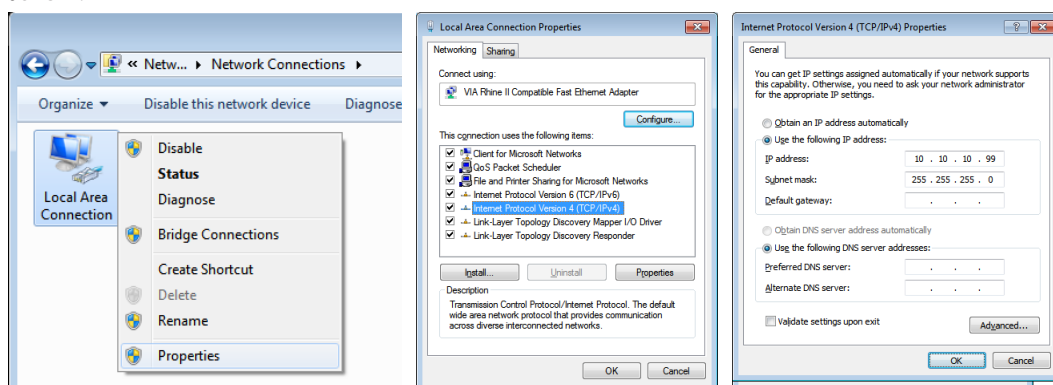 « Netw... ▸ Network Connections ▸
Organize ▾ Disable this network device Diagnose
Local Area
Connection
Disable
Status
Diagnose
Bridge Connections
Create Shortcut
Delete
Rename
Properties
Local Area Connection Properties
Networking Sharing
Connect using:
VIA Rhine II Compatible Fast Ethernet Adapter
Configure...
This connection uses the following items:
Client for Microsoft Networks
QoS Packet Scheduler
File and Printer Sharing for Microsoft Networks
Internet Protocol Version 6 (TCP/IPv6)
Internet Protocol Version 4 (TCP/IPv4)
Link-Layer Topology Discovery Mapper I/O Driver
Link-Layer Topology Discovery Responder
Install... Uninstall Properties
Description
Transmission Control Protocol/Internet Protocol. The default
wide area network protocol that provides communication
across diverse interconnected networks.
OK Cancel
Internet Protocol Version 4 (TCP/IPv4) Properties
General
You can get IP settings assigned automatically if your network supports
this capability. Otherwise, you need to ask your network administrator
for the appropriate IP settings.
Obtain an IP address automatically
Use the following IP address:
IP address: 10 . 10 . 10 . 99
Subnet mask: 255 . 255 . 255 . 0
Default gateway: . . .
Obtain DNS server address automatically
Use the following DNS server addresses:
Preferred DNS server: . . .
Alternate DNS server: . . .
Validate settings upon exit
Advanced...
OK Cancel